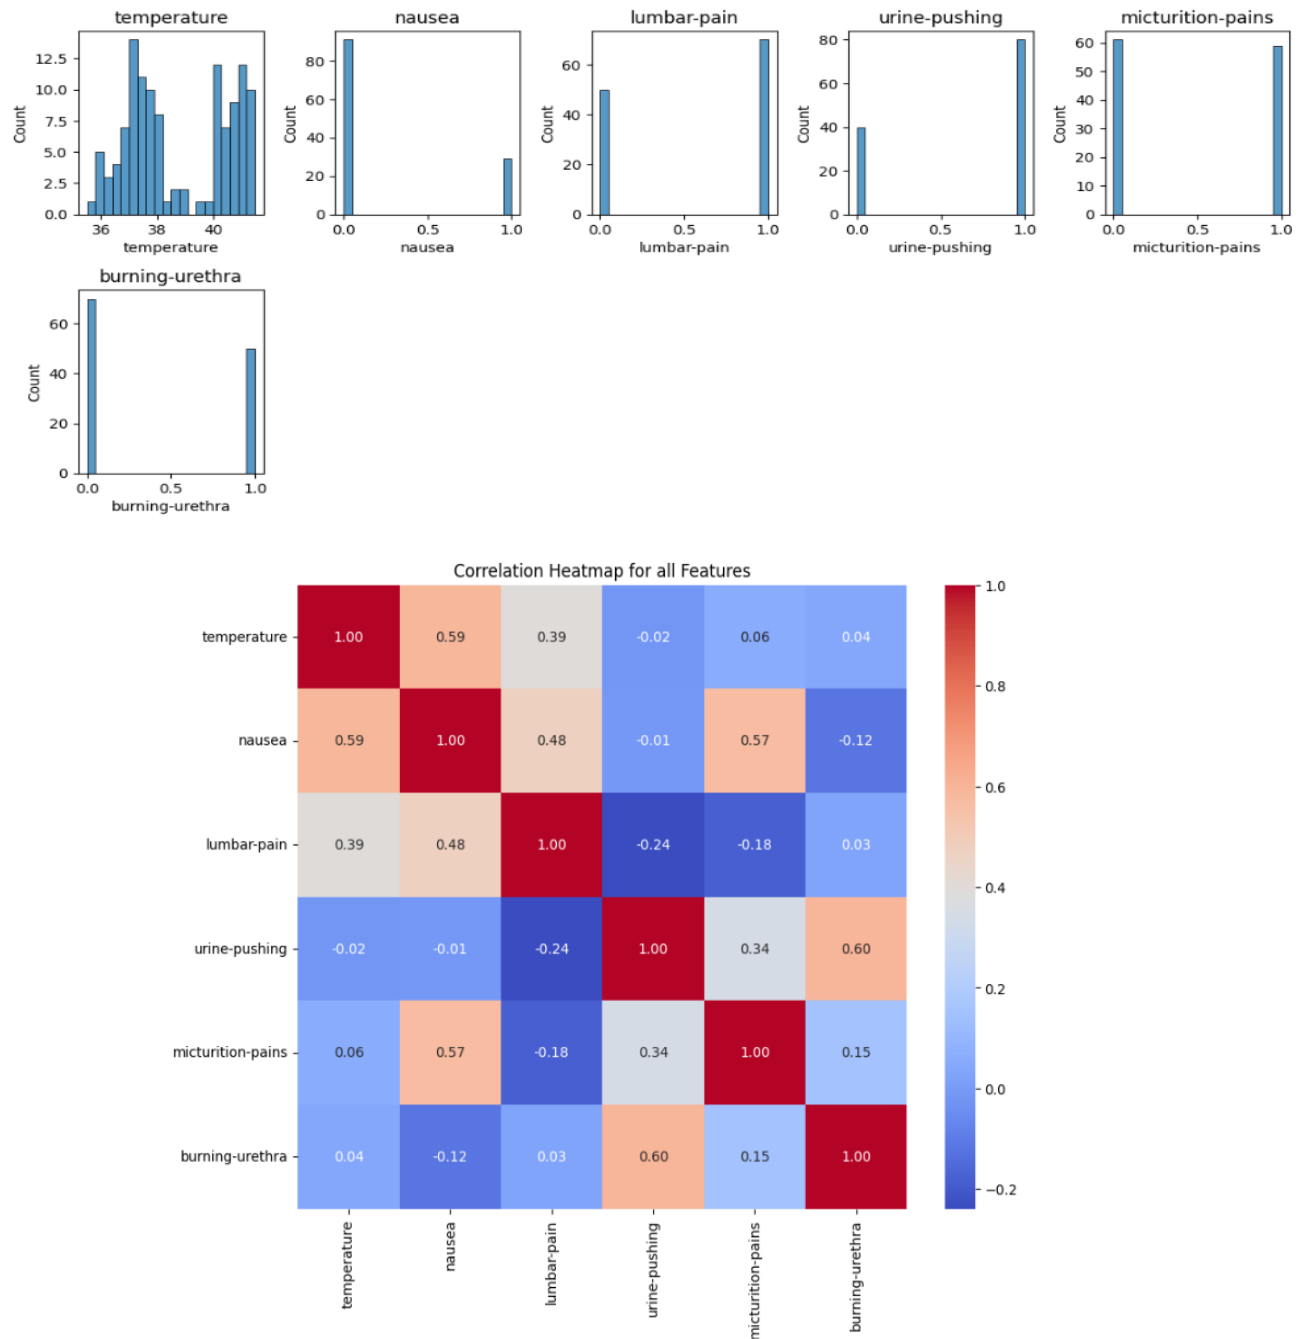 temperature
nausea
lumbar-pain
urine-pushing
micturition-pains
Count
12.5
10.0
7.5
5.0
2.5
0.0
36 38 40
temperature
Count
80
60
40
20
0
0.0 0.5 1.0
nausea
Count
60
40
20
0
0.0 0.5 1.0
lumbar-pain
Count
80
60
40
20
0
0.0 0.5 1.0
urine-pushing
Count
60
50
40
30
20
10
0
0.0 0.5 1.0
micturition-pains
burning-urethra
Count
60
40
20
0
0.0 0.5 1.0
burning-urethra
Correlation Heatmap for all Features
temperature 1.00 0.59 0.39 -0.02 0.06 0.04
nausea 0.59 1.00 0.48 -0.01 0.57 -0.12
lumbar-pain 0.39 0.48 1.00 -0.24 -0.18 0.03
urine-pushing -0.02 -0.01 -0.24 1.00 0.34 0.60
micturition-pains 0.06 0.57 -0.18 0.34 1.00 0.15
burning-urethra 0.04 -0.12 0.03 0.60 0.15 1.00
temperature
nausea
lumbar-pain
urine-pushing
micturition-pains
burning-urethra
1.0
0.8
0.6
0.4
0.2
0.0
−0.2